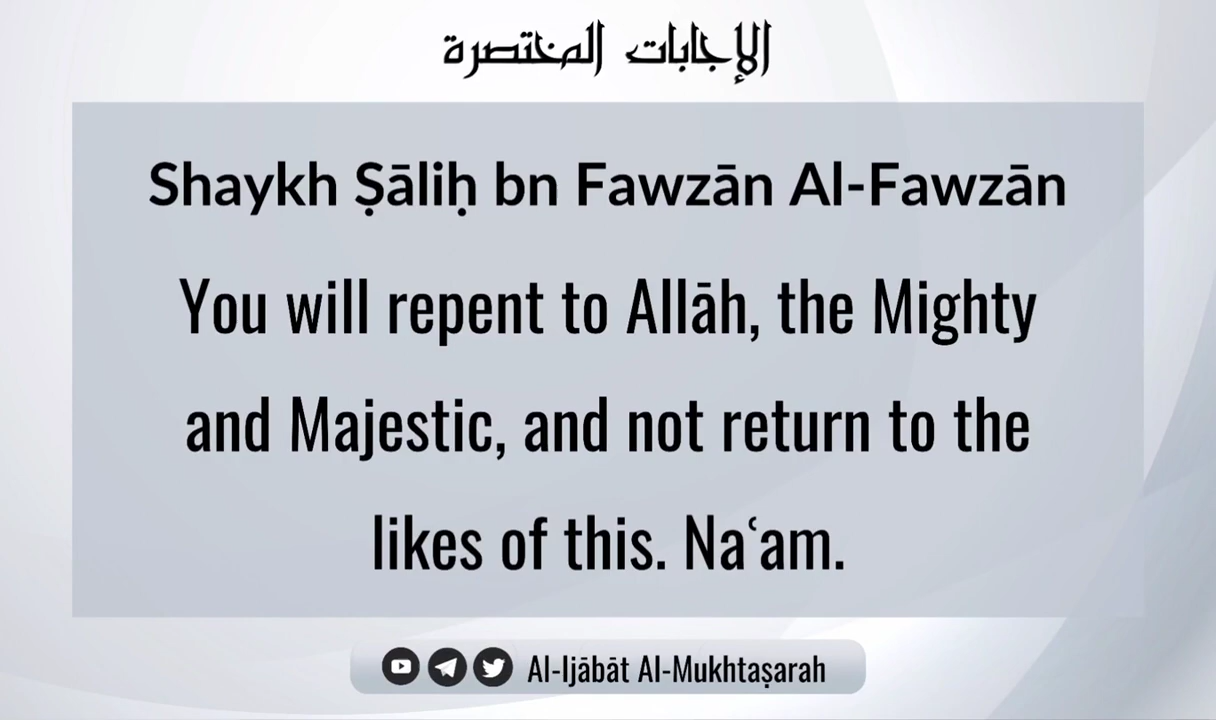 الإجابات المختصرة
Shaykh Ṣāliḥ bn Fawzān Al-Fawzān
You will repent to Allāh, the Mighty
and Majestic, and not return to the
likes of this. Naʿam.
Al-Ijābāt Al-Mukhtaṣarah